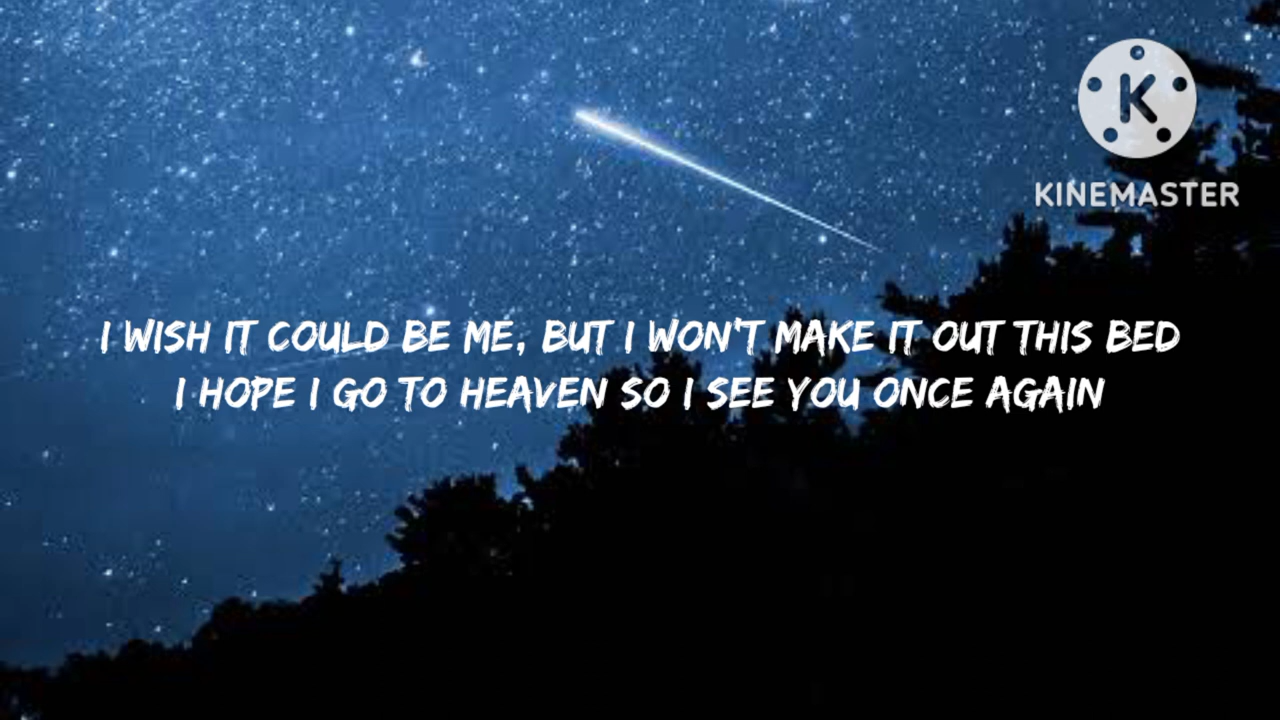 K
KINEMASTER
I WISH IT COULD BE ME, BUT I WON'T MAKE IT OUT THIS BED
I HOPE I GO TO HEAVEN SO I SEE YOU ONCE AGAIN